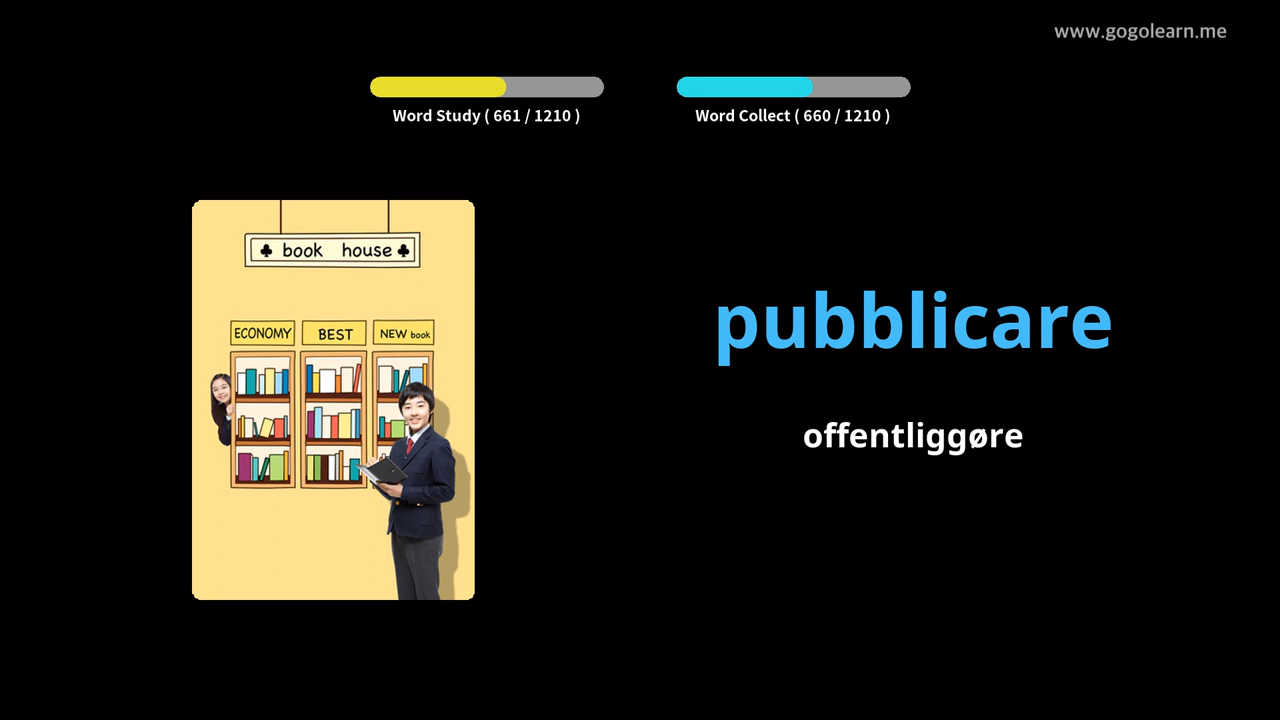 www.gogolearn.me
Word Study ( 661 / 1210 )
Word Collect ( 660 / 1210 )
♣ book house ♣
ECONOMY
BEST
NEW book
pubblicare
offentliggøre